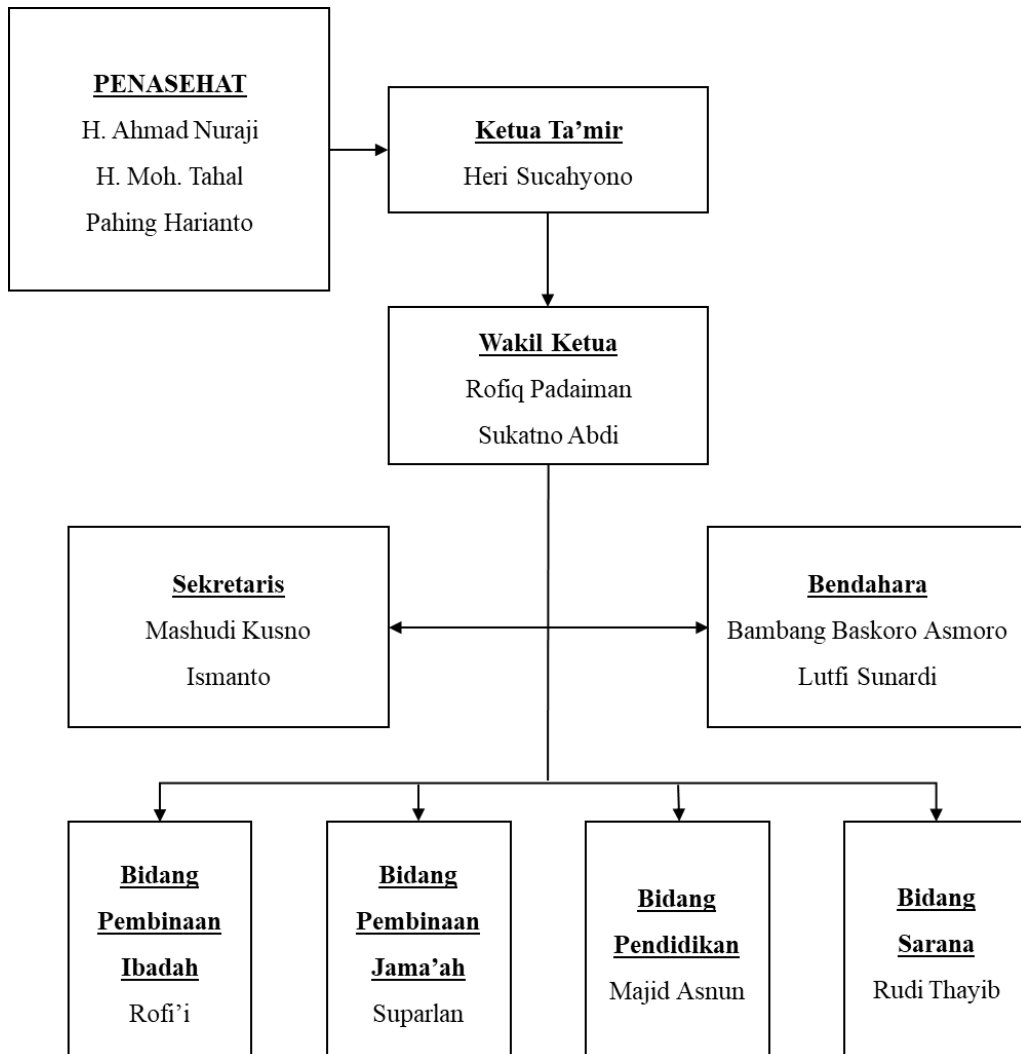 PENASEHAT
H. Ahmad Nuraji
H. Moh. Tahal
Pahing Harianto
Ketua Ta’mir
Heri Sucahyono
Wakil Ketua
Rofiq Padaiman
Sukatno Abdi
Sekretaris
Mashudi Kusno
Ismanto
Bendahara
Bambang Baskoro Asmoro
Lutfi Sunardi
Bidang
Pembinaan
Ibadah
Rofi’i
Bidang
Pembinaan
Jama’ah
Suparlan
Bidang
Pendidikan
Majid Asnun
Bidang
Sarana
Rudi Thayib